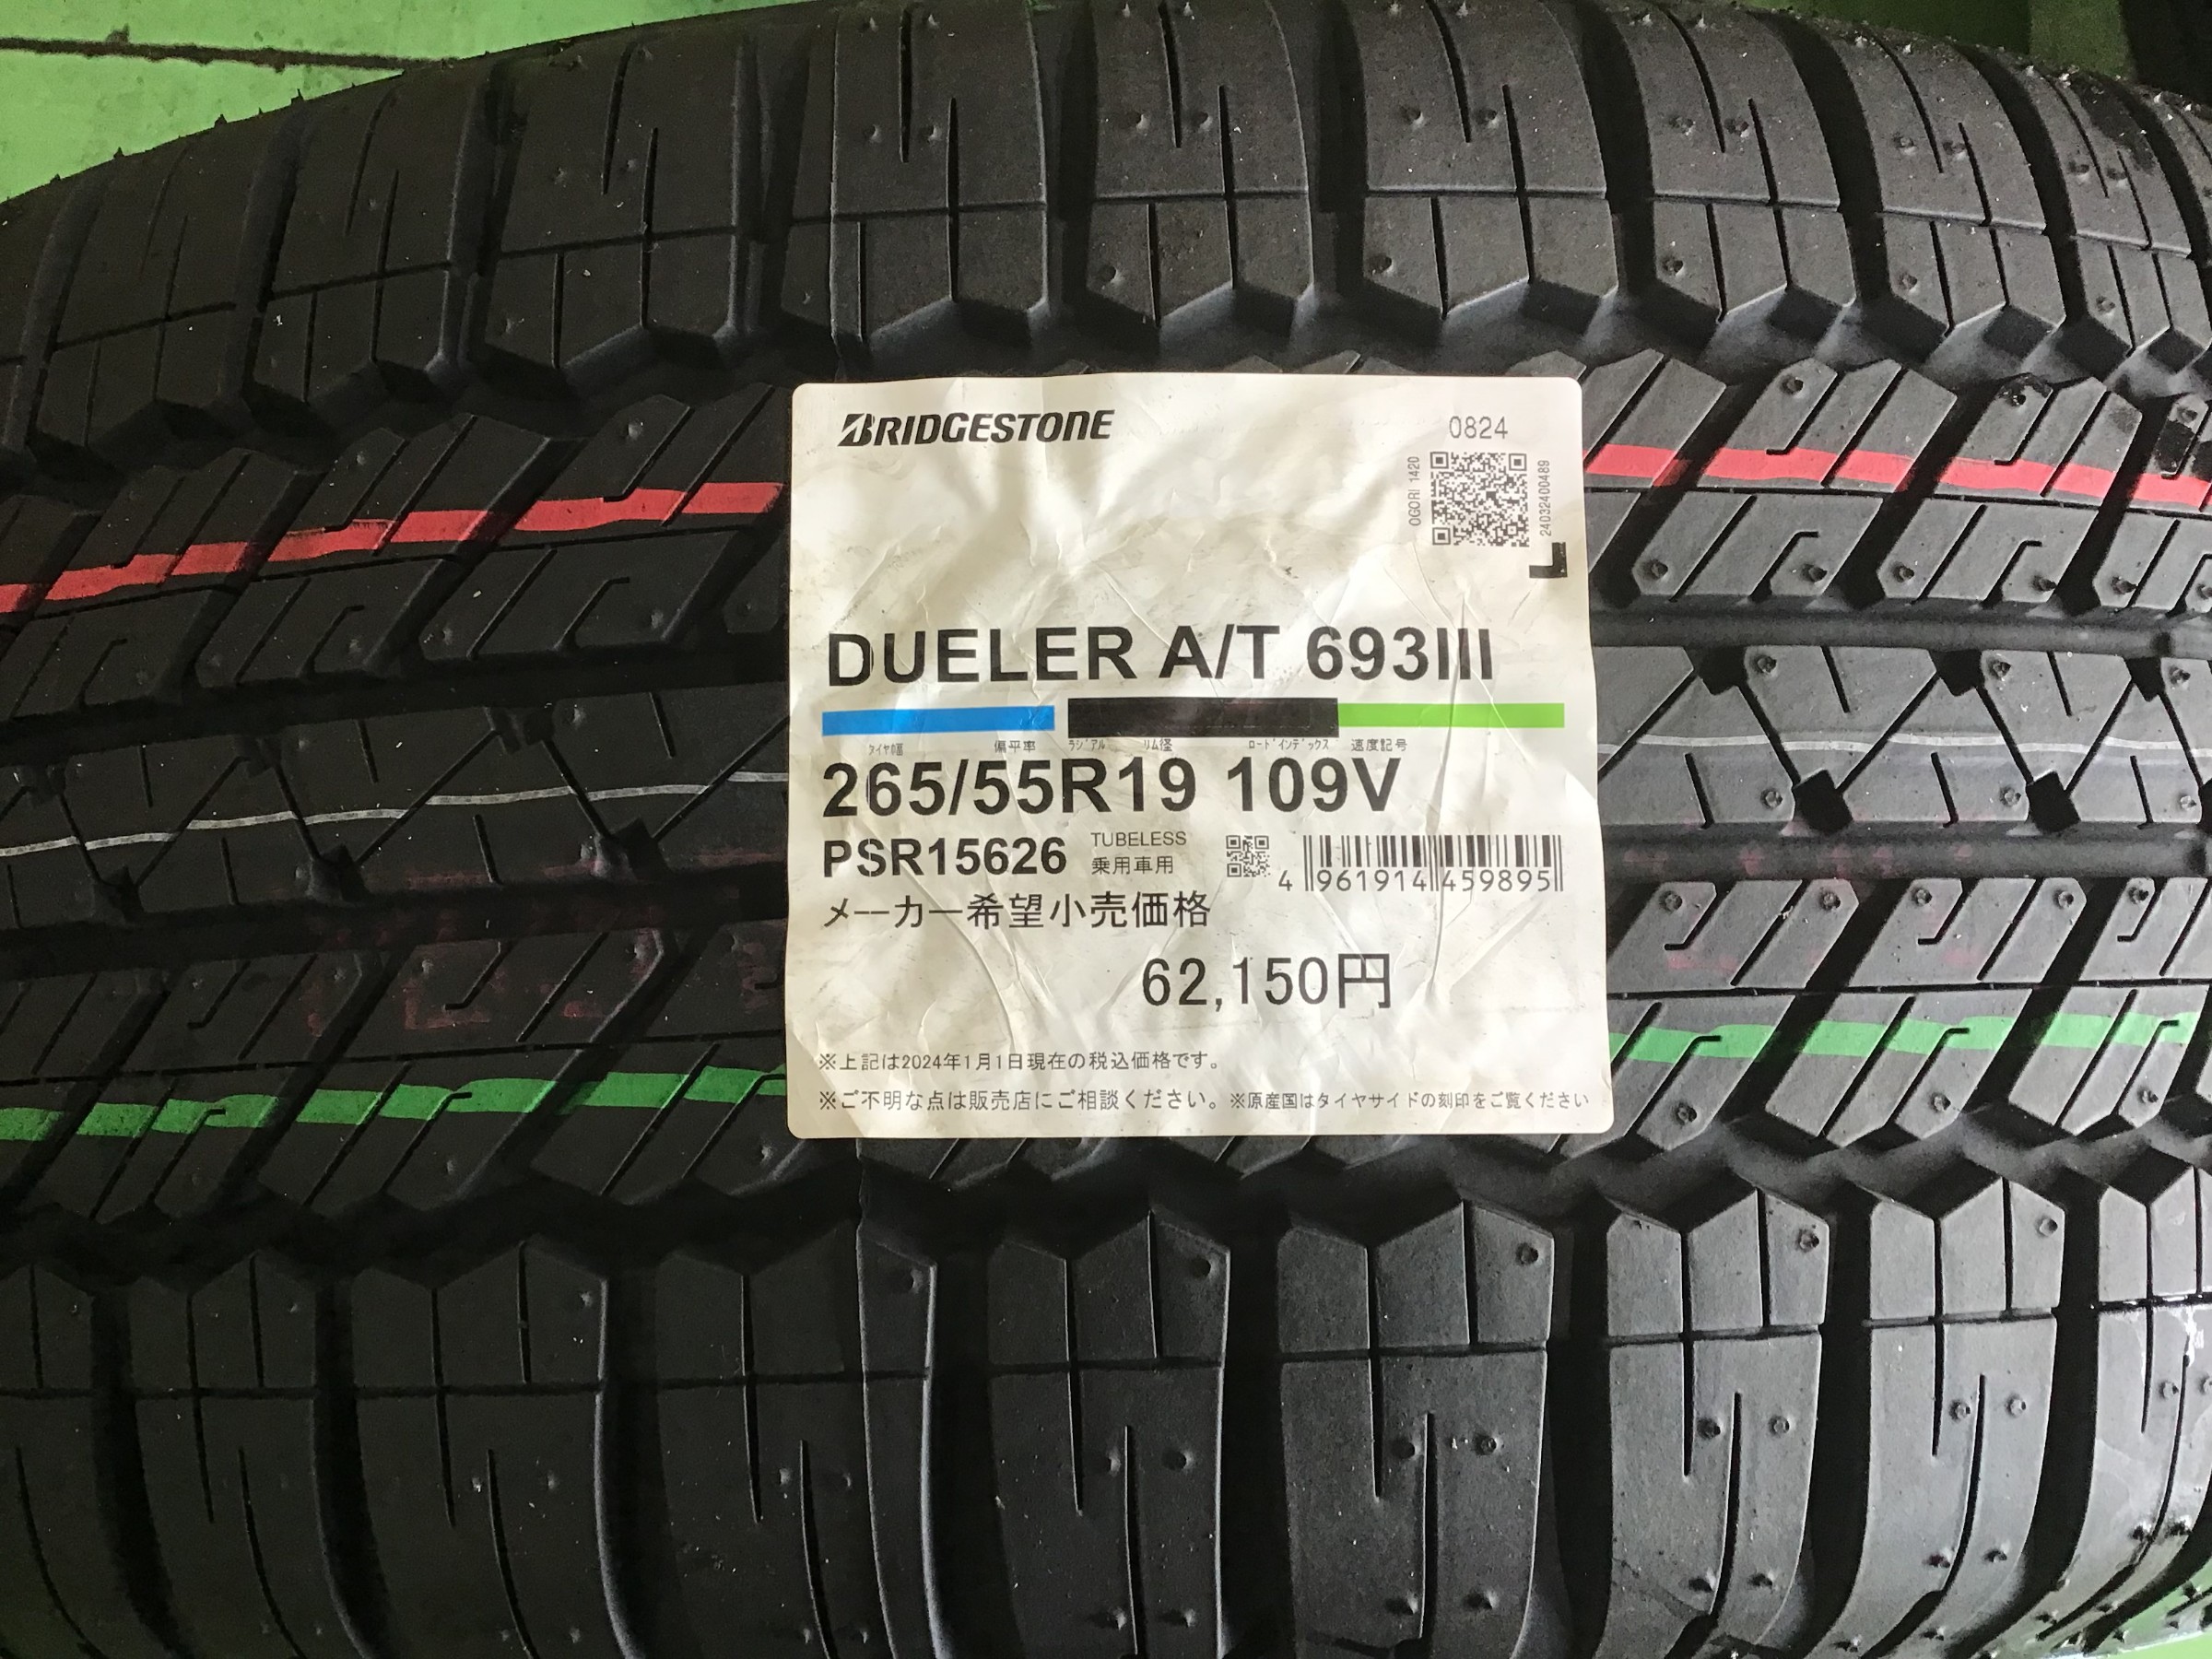 BRIDGESTONE
0824
OGORI 1420
240324004489
L
DUELER A/T 693III
タイヤの幅 偏平率 ラジアル リム径 ロードインデックス 速度記号
265/55R19 109V
PSR15626 TUBELESS
乗用車用
4 961914 459895
メーカー希望小売価格
62,150円
※上記は2024年1月1日現在の税込価格です。
※ご不明な点は販売店にご相談ください。※原産国はタイヤサイドの刻印をご覧ください